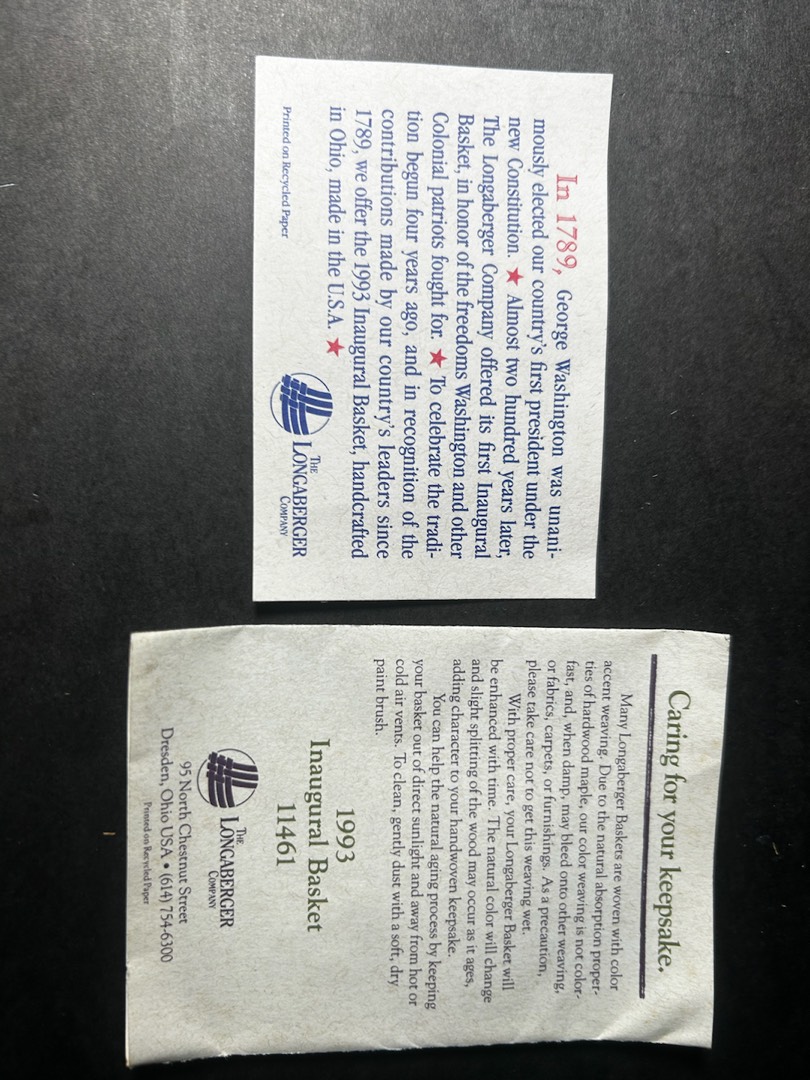 In 1789, George Washington was unani-
mously elected our country's first president under the
new Constitution. ★ Almost two hundred years later,
The Longaberger Company offered its first Inaugural
Basket, in honor of the freedoms Washington and other
Colonial patriots fought for. ★ To celebrate the tradi-
tion begun four years ago, and in recognition of the
contributions made by our country's leaders since
1789, we offer the 1993 Inaugural Basket, handcrafted
in Ohio, made in the U.S.A. ★
THE
LONGABERGER
COMPANY
Printed on Recycled Paper
Caring for your keepsake.
Many Longaberger Baskets are woven with color
accent weaving. Due to the natural absorption proper-
ties of hardwood maple, our color weaving is not color-
fast, and, when damp, may bleed onto other weaving,
or fabrics, carpets, or furnishings. As a precaution,
please take care not to get this weaving wet.
With proper care, your Longaberger Basket will
be enhanced with time. The natural color will change
and slight splitting of the wood may occur as it ages,
adding character to your handwoven keepsake.
You can help the natural aging process by keeping
your basket out of direct sunlight and away from hot or
cold air vents. To clean, gently dust with a soft, dry
paint brush.
1993
Inaugural Basket
11461
THE
LONGABERGER
COMPANY
95 North Chestnut Street
Dresden, Ohio USA • (614) 754-6300
Printed on Recycled Paper